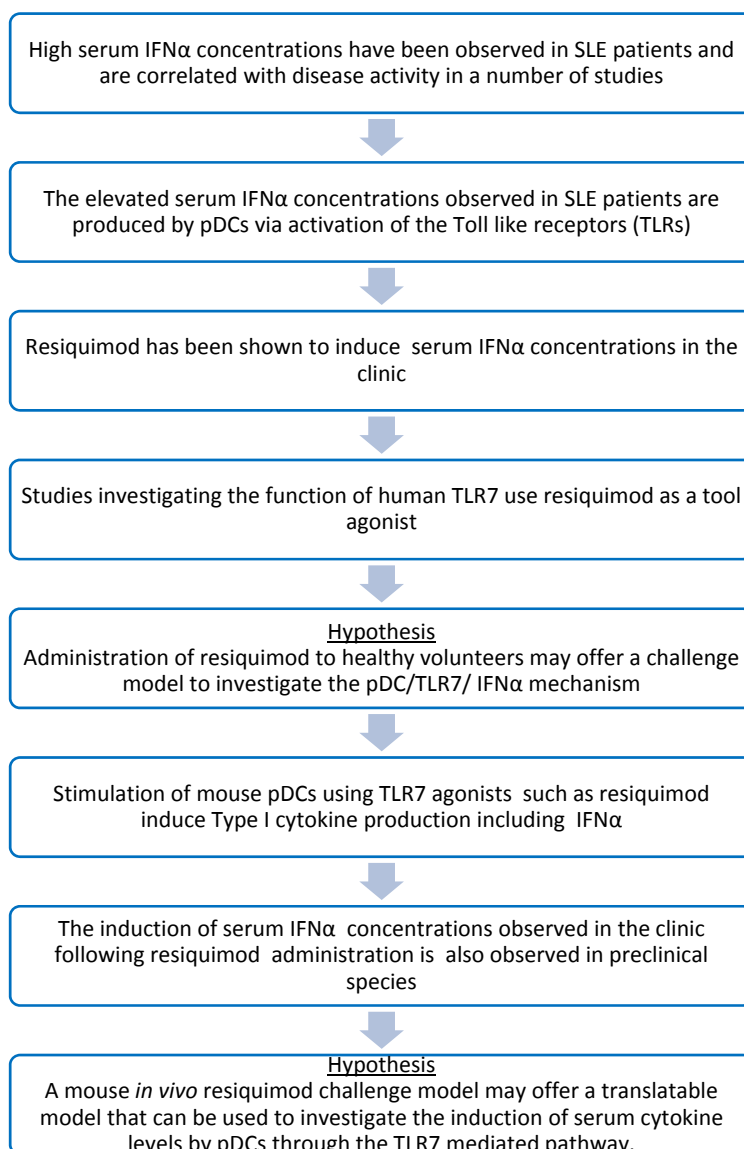 High serum IFNα concentrations have been observed in SLE patients and
are correlated with disease activity in a number of studies
The elevated serum IFNα concentrations observed in SLE patients are
produced by pDCs via activation of the Toll like receptors (TLRs)
Resiquimod has been shown to induce serum IFNα concentrations in the
clinic
Studies investigating the function of human TLR7 use resiquimod as a tool
agonist
Hypothesis
Administration of resiquimod to healthy volunteers may offer a challenge
model to investigate the pDC/TLR7/ IFNα mechanism
Stimulation of mouse pDCs using TLR7 agonists such as resiquimod
induce Type I cytokine production including IFNα
The induction of serum IFNα concentrations observed in the clinic
following resiquimod administration is also observed in preclinical
species
Hypothesis
A mouse in vivo resiquimod challenge model may offer a translatable
model that can be used to investigate the induction of serum cytokine
levels by pDCs through the TLR7 mediated pathway.